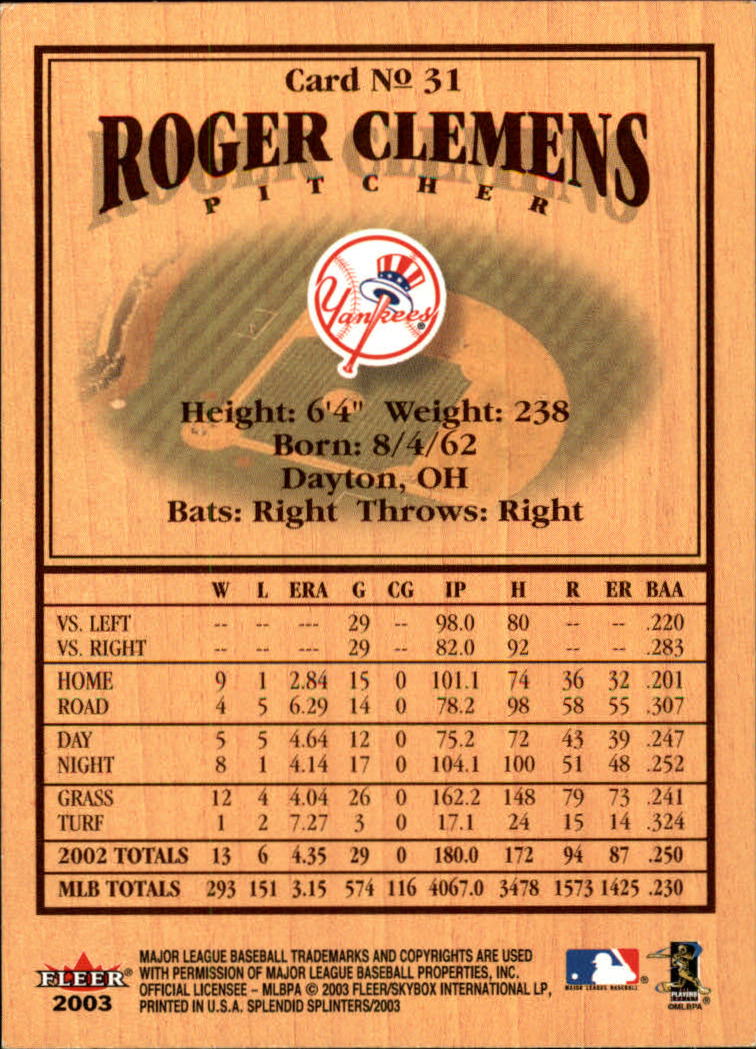 Card Nº 31
ROGER CLEMENS
PITCHER
Yankees®
Height: 6'4" Weight: 238
Born: 8/4/62
Dayton, OH
Bats: Right Throws: Right
W L ERA G CG IP H R ER BAA
VS. LEFT -- -- --- 29 -- 98.0 80 -- -- .220
VS. RIGHT -- -- --- 29 -- 82.0 92 -- -- .283
HOME 9 1 2.84 15 0 101.1 74 36 32 .201
ROAD 4 5 6.29 14 0 78.2 98 58 55 .307
DAY 5 5 4.64 12 0 75.2 72 43 39 .247
NIGHT 8 1 4.14 17 0 104.1 100 51 48 .252
GRASS 12 4 4.04 26 0 162.2 148 79 73 .241
TURF 1 2 7.27 3 0 17.1 24 15 14 .324
2002 TOTALS 13 6 4.35 29 0 180.0 172 94 87 .250
MLB TOTALS 293 151 3.15 574 116 4067.0 3478 1573 1425 .230
FLEER®
2003
MAJOR LEAGUE BASEBALL TRADEMARKS AND COPYRIGHTS ARE USED
WITH PERMISSION OF MAJOR LEAGUE BASEBALL PROPERTIES, INC.
OFFICIAL LICENSEE – MLBPA © 2003 FLEER/SKYBOX INTERNATIONAL LP,
PRINTED IN U.S.A. SPLENDID SPLINTERS/2003
MAJOR LEAGUE BASEBALL®
©MLBPA